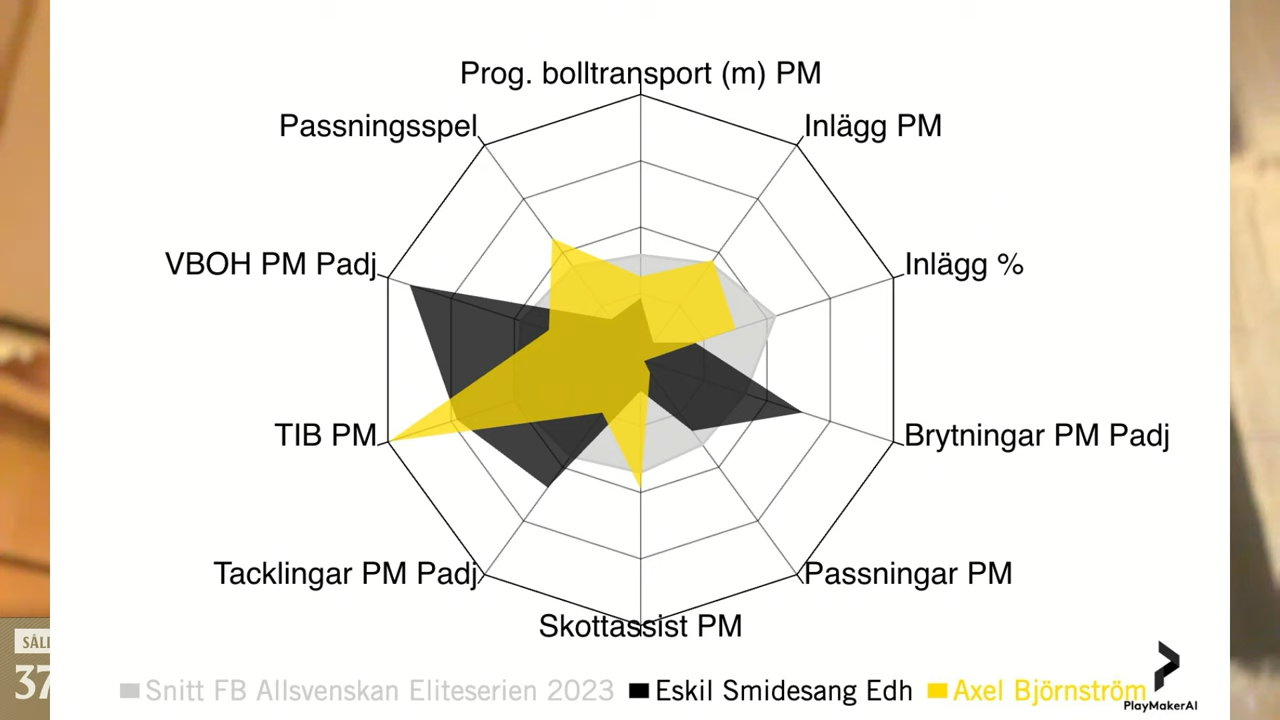 Prog. bolltransport (m) PM
Passningsspel
Inlägg PM
VBOH PM Padj
Inlägg %
TIB PM
Brytningar PM Padj
Tacklingar PM Padj
Passningar PM
Skottassist PM
Snitt FB Allsvenskan Eliteserien 2023
Eskil Smidesang Edh
Axel Björnström
PlayMakerAI
37